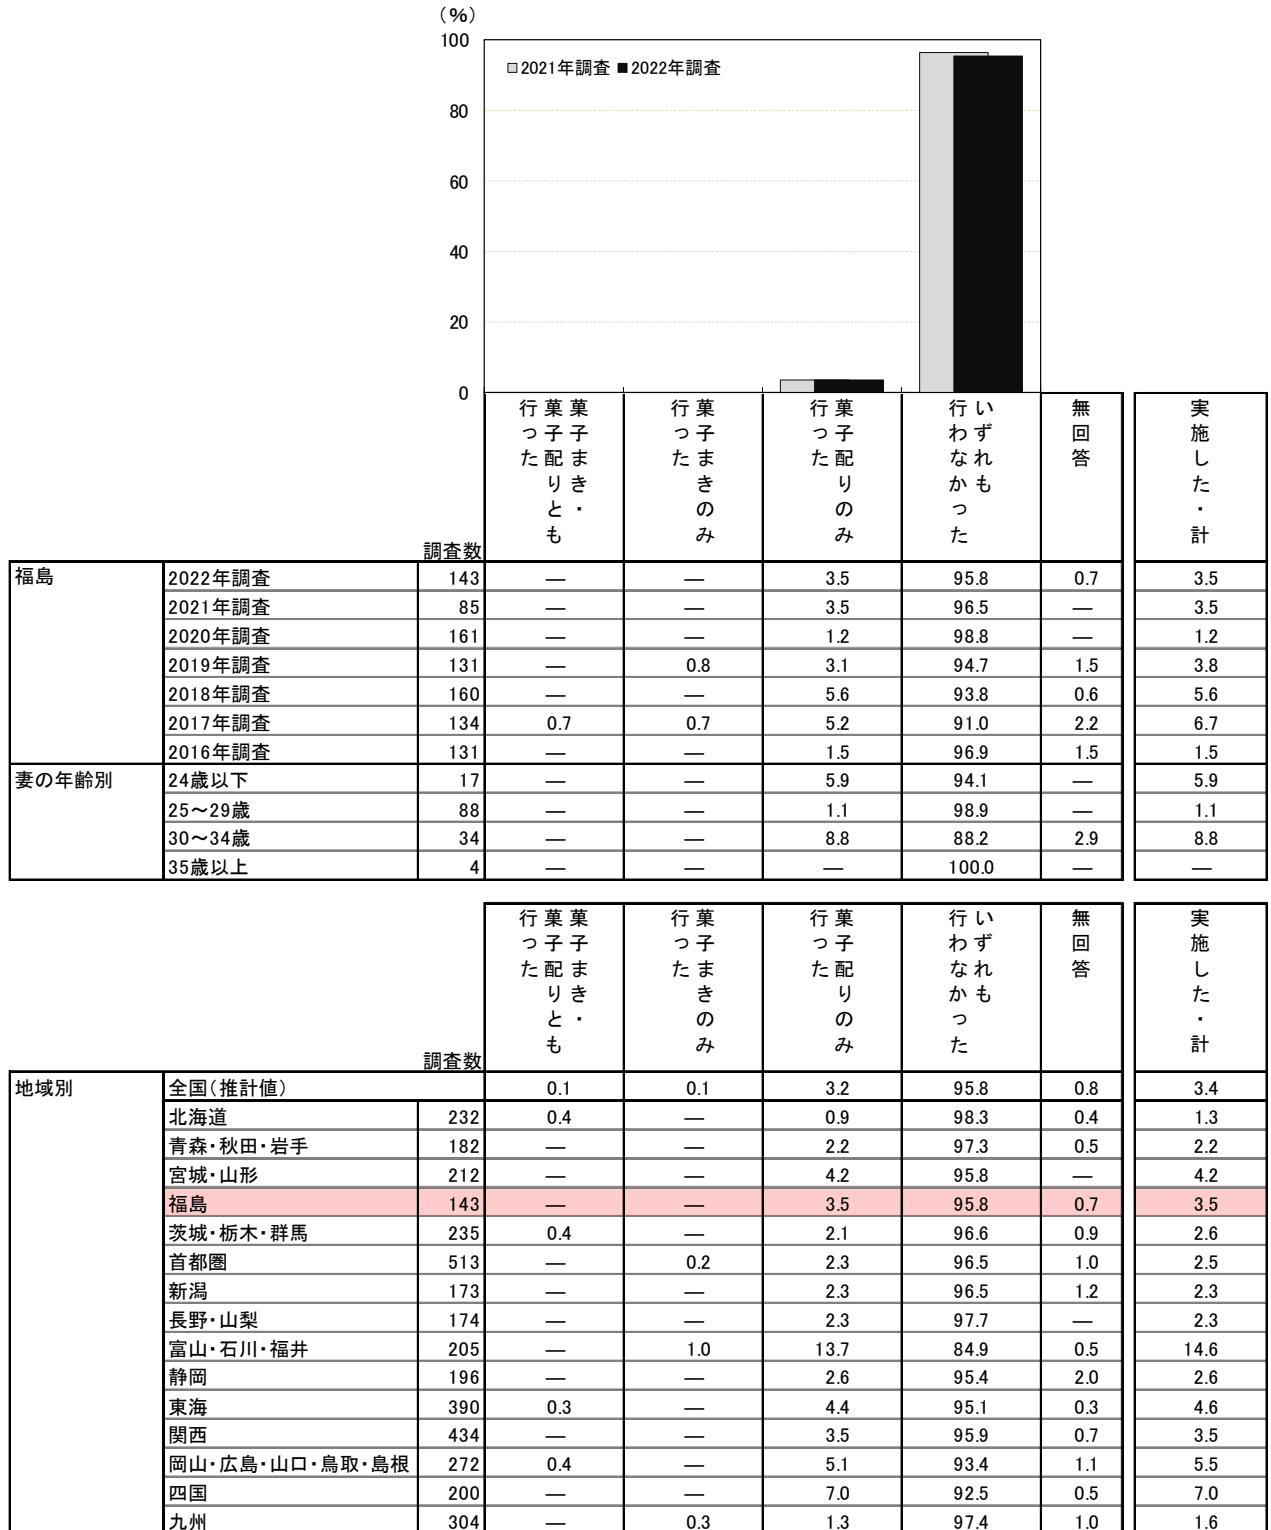 （%）
100
□2021年調査 ■2022年調査
80
60
40
20
0
調査数 菓子まき・菓子配りとも行った 菓子まきのみ行った 菓子配りのみ行った いずれも行わなかった 無回答 実施した・計
福島 2022年調査 143 ― ― 3.5 95.8 0.7 3.5
2021年調査 85 ― ― 3.5 96.5 ― 3.5
2020年調査 161 ― ― 1.2 98.8 ― 1.2
2019年調査 131 ― 0.8 3.1 94.7 1.5 3.8
2018年調査 160 ― ― 5.6 93.8 0.6 5.6
2017年調査 134 0.7 0.7 5.2 91.0 2.2 6.7
2016年調査 131 ― ― 1.5 96.9 1.5 1.5
妻の年齢別 24歳以下 17 ― ― 5.9 94.1 ― 5.9
25～29歳 88 ― ― 1.1 98.9 ― 1.1
30～34歳 34 ― ― 8.8 88.2 2.9 8.8
35歳以上 4 ― ― ― 100.0 ― ―
調査数 菓子まき・菓子配りとも行った 菓子まきのみ行った 菓子配りのみ行った いずれも行わなかった 無回答 実施した・計
地域別 全国（推計値） 0.1 0.1 3.2 95.8 0.8 3.4
北海道 232 0.4 ― 0.9 98.3 0.4 1.3
青森・秋田・岩手 182 ― ― 2.2 97.3 0.5 2.2
宮城・山形 212 ― ― 4.2 95.8 ― 4.2
福島 143 ― ― 3.5 95.8 0.7 3.5
茨城・栃木・群馬 235 0.4 ― 2.1 96.6 0.9 2.6
首都圏 513 ― 0.2 2.3 96.5 1.0 2.5
新潟 173 ― ― 2.3 96.5 1.2 2.3
長野・山梨 174 ― ― 2.3 97.7 ― 2.3
富山・石川・福井 205 ― 1.0 13.7 84.9 0.5 14.6
静岡 196 ― ― 2.6 95.4 2.0 2.6
東海 390 0.3 ― 4.4 95.1 0.3 4.6
関西 434 ― ― 3.5 95.9 0.7 3.5
岡山・広島・山口・鳥取・島根 272 0.4 ― 5.1 93.4 1.1 5.5
四国 200 ― ― 7.0 92.5 0.5 7.0
九州 304 ― 0.3 1.3 97.4 1.0 1.6